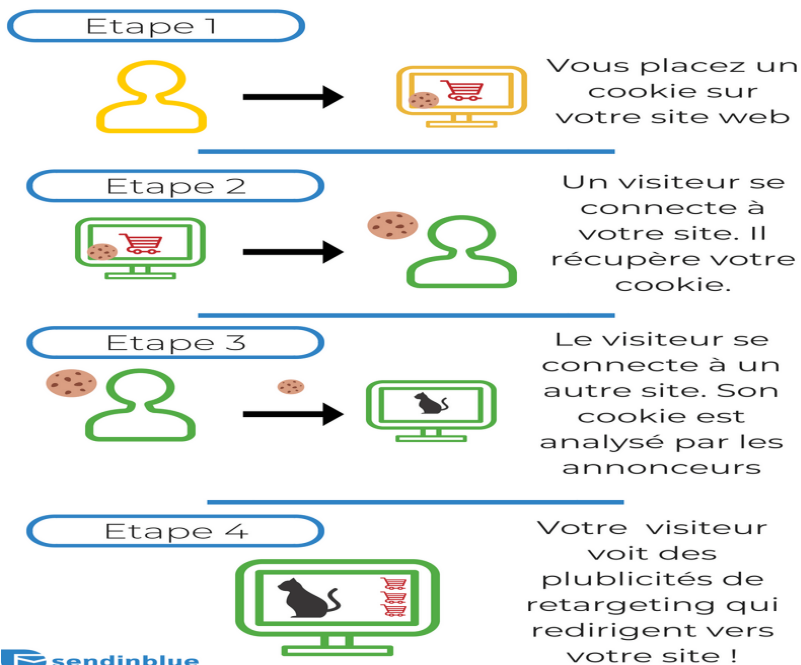 Etape 1
Vous placez un
cookie sur
votre site web
Etape 2
Un visiteur se
connecte à
votre site. Il
récupère votre
cookie.
Etape 3
Le visiteur se
connecte à un
autre site. Son
cookie est
analysé par les
annonceurs
Etape 4
Votre visiteur
voit des
plublicités de
retargeting qui
redirigent vers
votre site !
sendinblue